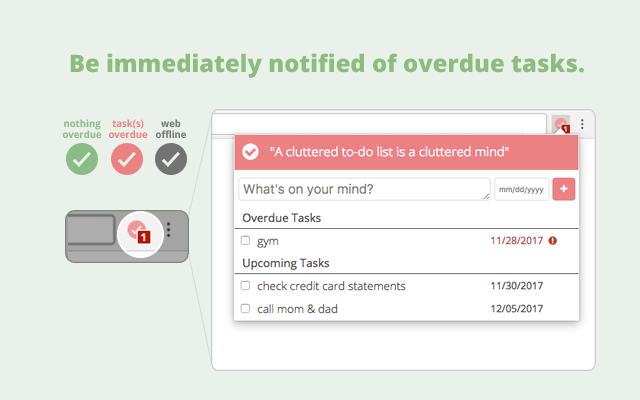 Be immediately notified of overdue tasks.
nothing overdue
task(s) overdue
web offline
1
1
"A cluttered to-do list is a cluttered mind"
What's on your mind? mm/dd/yyyy +
Overdue Tasks
gym 11/28/2017
Upcoming Tasks
check credit card statements 11/30/2017
call mom & dad 12/05/2017